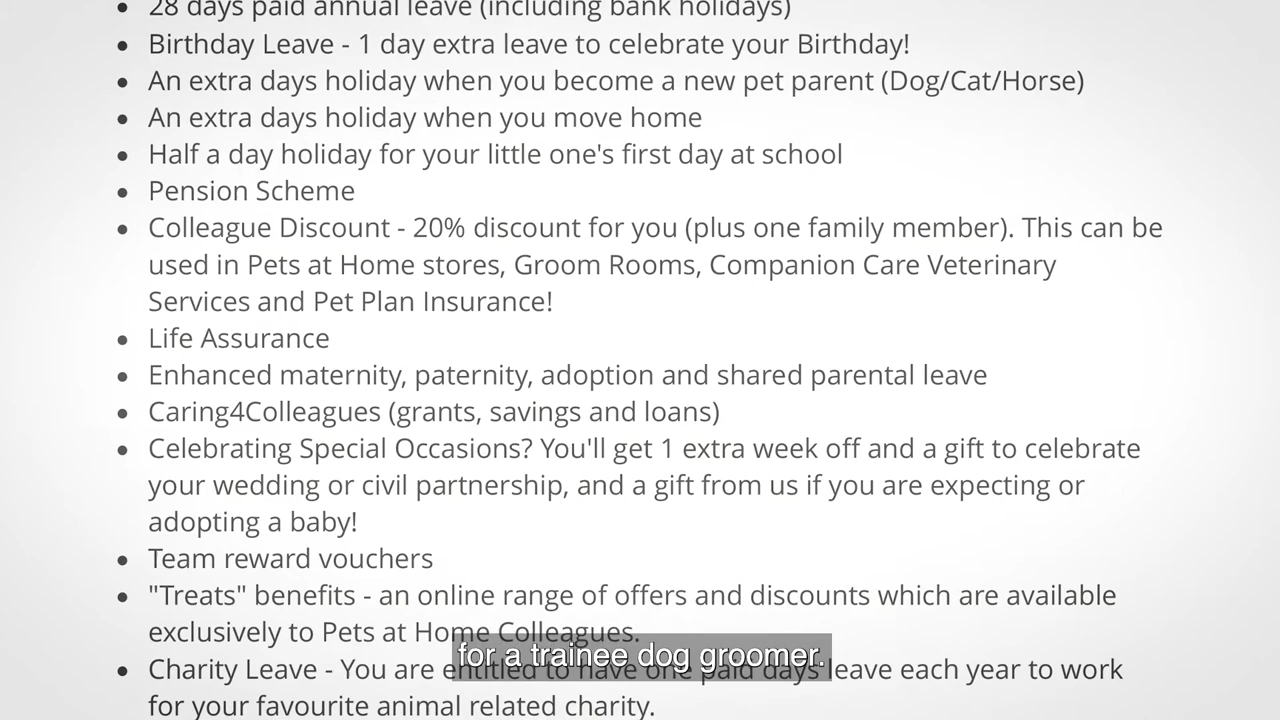 28 days paid annual leave (including bank holidays)
Birthday Leave - 1 day extra leave to celebrate your Birthday!
An extra days holiday when you become a new pet parent (Dog/Cat/Horse)
An extra days holiday when you move home
Half a day holiday for your little one's first day at school
Pension Scheme
Colleague Discount - 20% discount for you (plus one family member). This can be
used in Pets at Home stores, Groom Rooms, Companion Care Veterinary
Services and Pet Plan Insurance!
Life Assurance
Enhanced maternity, paternity, adoption and shared parental leave
Caring4Colleagues (grants, savings and loans)
Celebrating Special Occasions? You'll get 1 extra week off and a gift to celebrate
your wedding or civil partnership, and a gift from us if you are expecting or
adopting a baby!
Team reward vouchers
"Treats" benefits - an online range of offers and discounts which are available
exclusively to Pets at Home Colleagues.
for a trainee dog groomer.
Charity Leave - You are entitled to have one paid days leave each year to work
for your favourite animal related charity.